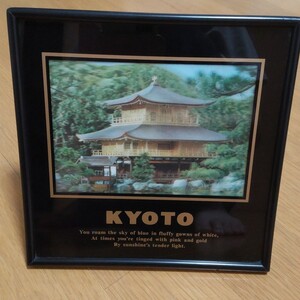 KYOTO
You roam the sky of blue in fluffy gowns of white,
At times you're tinged with pink and gold
By sunshine's tender light.